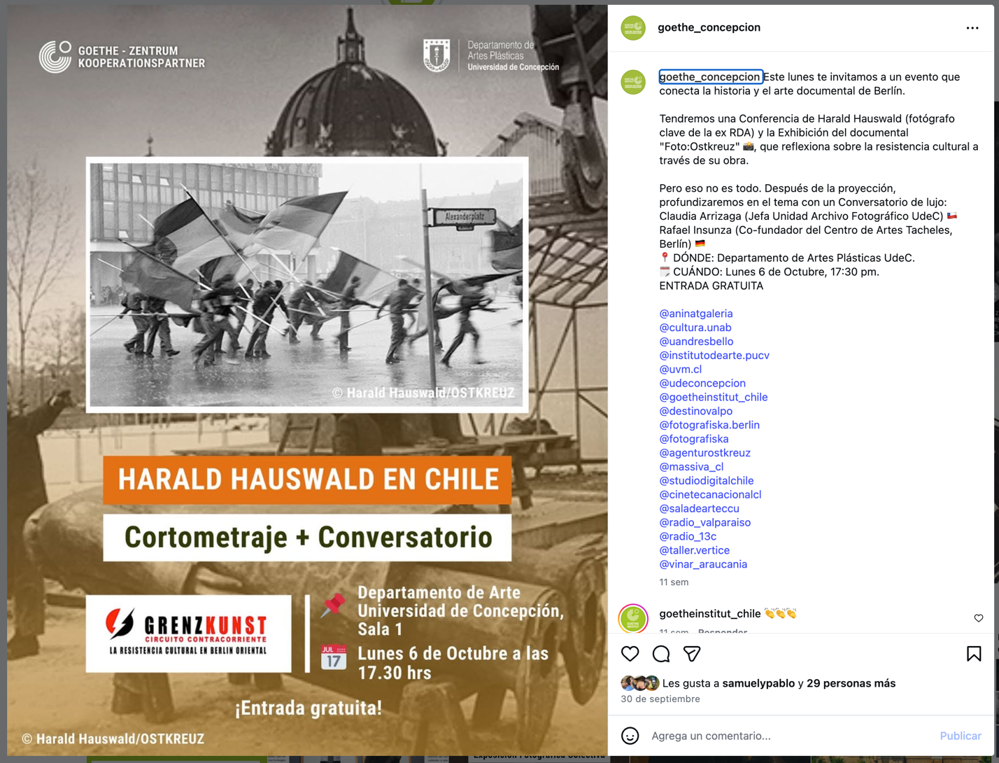 GOETHE - ZENTRUM
KOOPERATIONSPARTNER
Departamento de
Artes Plásticas
Universidad de Concepción
Alexanderplatz
© Harald Hauswald/OSTKREUZ
HARALD HAUSWALD EN CHILE
Cortometraje + Conversatorio
GRENZKUNST
CIRCUITO CONTRACORRIENTE
LA RESISTENCIA CULTURAL EN BERLIN ORIENTAL
Departamento de Arte
Universidad de Concepción,
Sala 1
JUL
17
Lunes 6 de Octubre a las
17.30 hrs
¡Entrada gratuita!
© Harald Hauswald/OSTKREUZ
goethe_concepcion
goethe_concepcion Este lunes te invitamos a un evento que
conecta la historia y el arte documental de Berlín.
Tendremos una Conferencia de Harald Hauswald (fotógrafo
clave de la ex RDA) y la Exhibición del documental
"Foto:Ostkreuz" 📸, que reflexiona sobre la resistencia cultural a
través de su obra.
Pero eso no es todo. Después de la proyección,
profundizaremos en el tema con un Conversatorio de lujo:
Claudia Arrizaga (Jefa Unidad Archivo Fotográfico UdeC) 🇨🇱
Rafael Insunza (Co-fundador del Centro de Artes Tacheles,
Berlín) 🇩🇪
📍 DÓNDE: Departamento de Artes Plásticas UdeC.
🗓️ CUÁNDO: Lunes 6 de Octubre, 17:30 pm.
ENTRADA GRATUITA
@aninatgaleria
@cultura.unab
@uandresbello
@institutodearte.pucv
@uvm.cl
@udeconcepcion
@goetheinstitut_chile
@destinovalpo
@fotografiska.berlin
@fotografiska
@agenturostkreuz
@massiva_cl
@studiodigitalchile
@cinetecanacionalcl
@saladearteccu
@radio_valparaiso
@radio_13c
@taller.vertice
@vinar_araucania
11 sem
goetheinstitut_chile 👏👏👏
11 sem Responder
Les gusta a samuelypablo y 29 personas más
30 de septiembre
Agrega un comentario...
Publicar